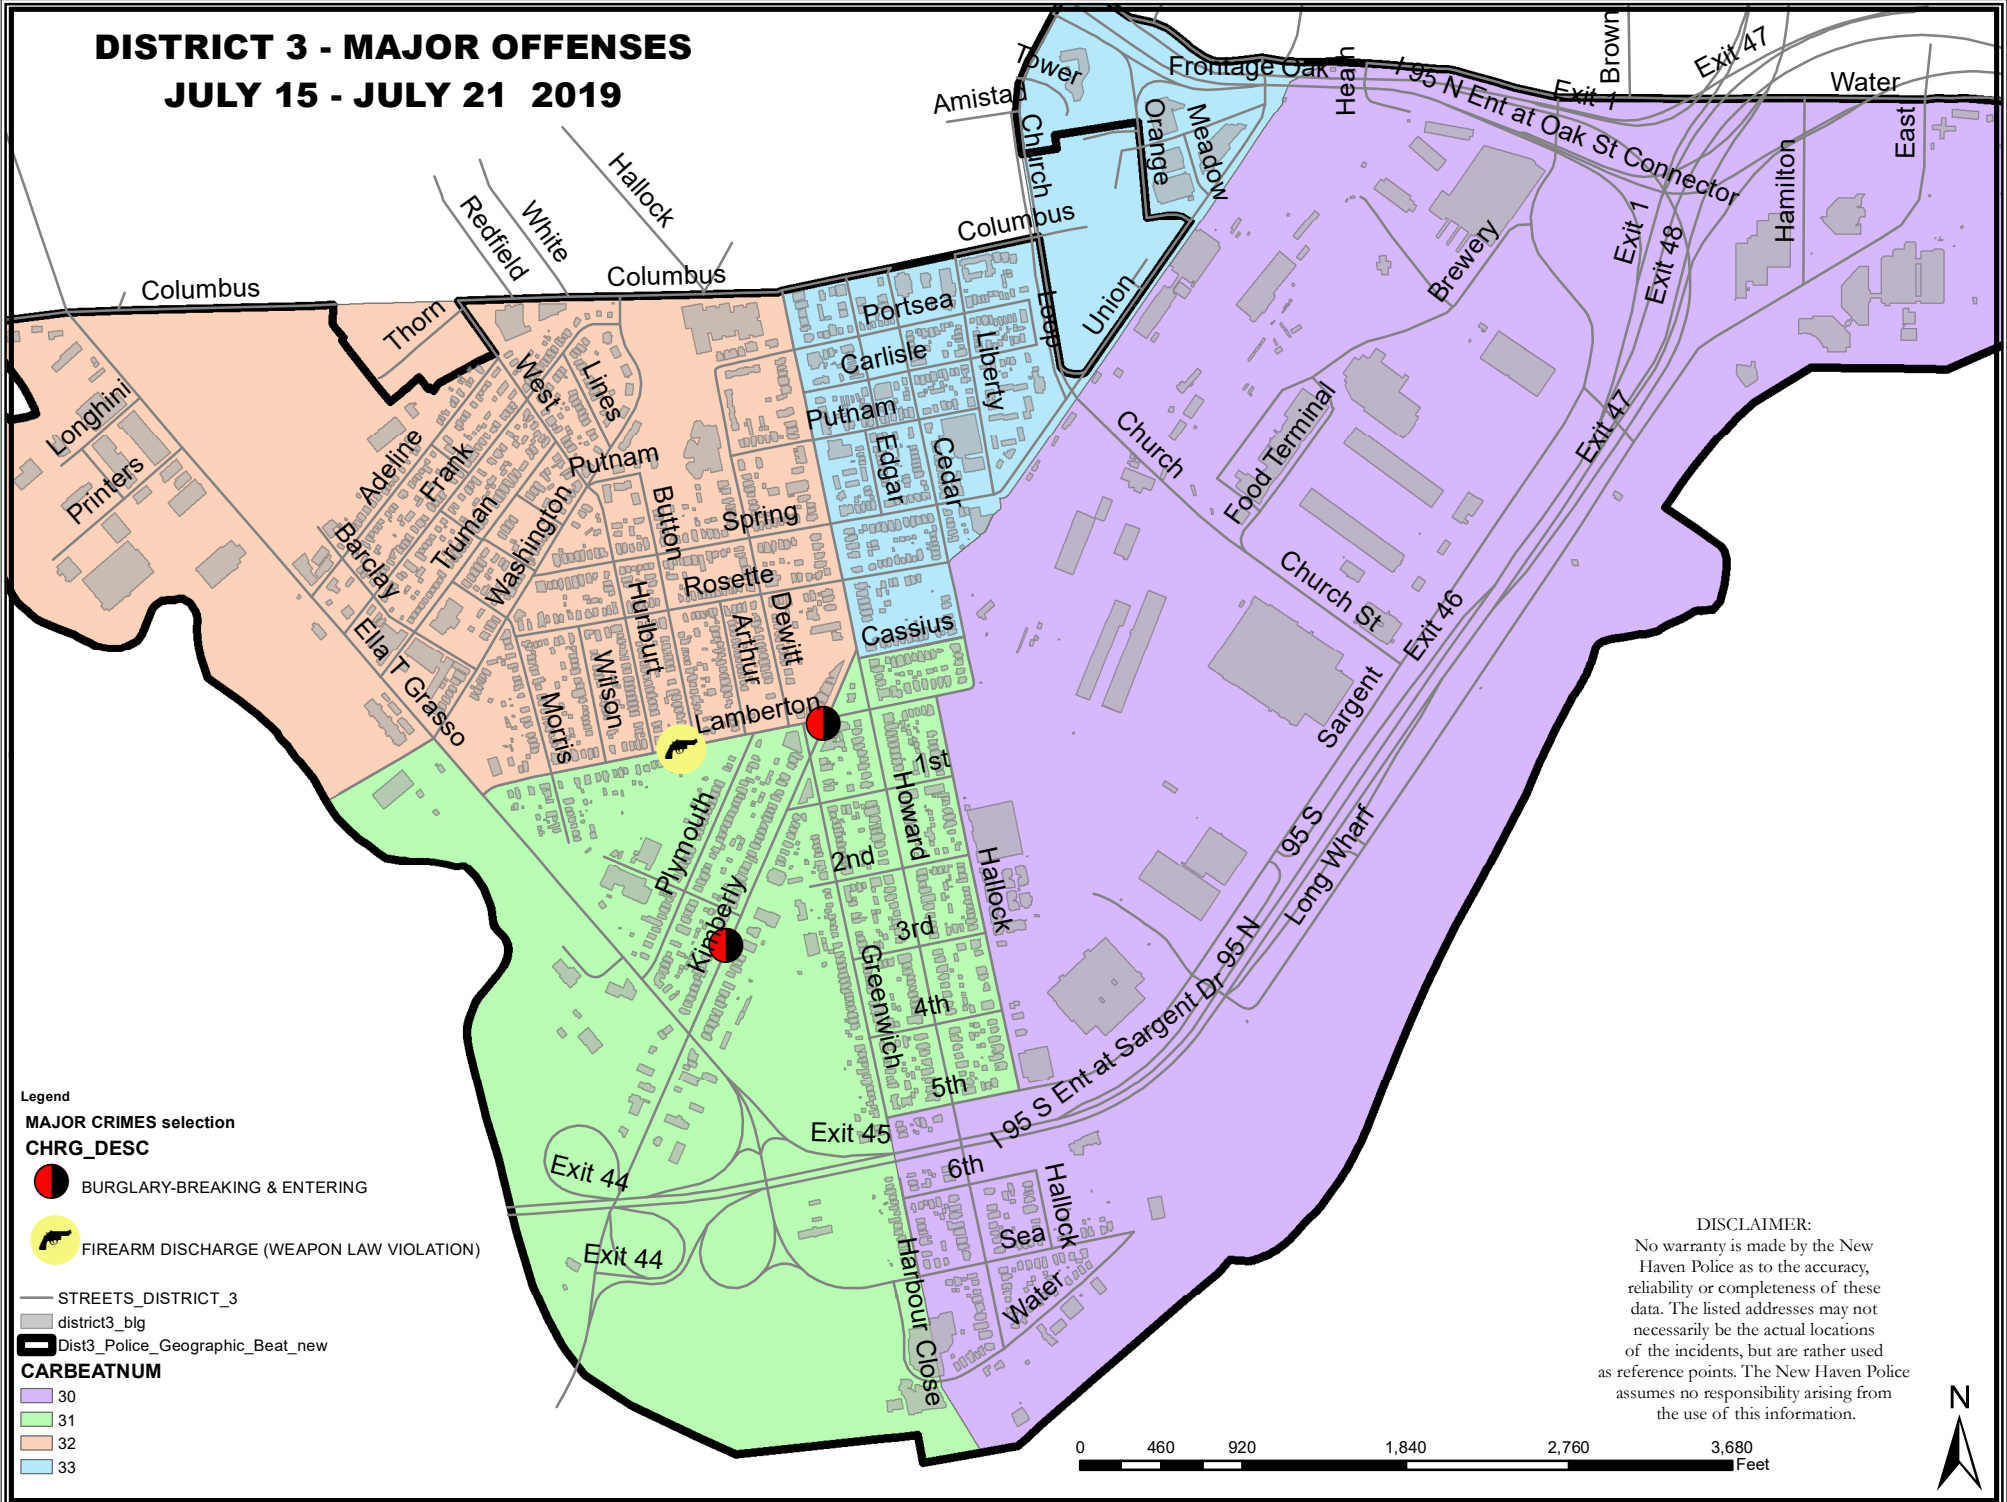 DISTRICT 3 - MAJOR OFFENSES
JULY 15 - JULY 21 2019
Tower
Amistad
Church
Orange
Meadow
Frontage Oak
Heath
I 95 N Ent at Oak St Connector
Exit 1
Brown
Exit 47
Water
East
Hamilton
Exit 1
Exit 48
Brewery
Hallock
White
Redfield
Columbus
Columbus
Columbus
Thorn
Portsea
Carlisle
Putnam
Liberty
Loop
Union
Edgar
Cedar
Cassius
Longhini
Printers
Adeline
Frank
Truman
Washington
Barclay
West
Lines
Putnam
Button
Spring
Rosette
Hurlburt
Arthur
Dewitt
Wilson
Morris
Lamberton
Ella T Grasso
Church
Food Terminal
Church St
Exit 47
Exit 46
Sargent
95 S
Long Wharf
95 N
I 95 S Ent at Sargent Dr
1st
Howard
2nd
Hallock
3rd
Greenwich
4th
5th
Plymouth
Kimberly
Exit 45
Exit 44
Exit 44
6th
Hallock
Sea
Water
Harbour Close
Legend
MAJOR CRIMES selection
CHRG_DESC
BURGLARY-BREAKING & ENTERING
FIREARM DISCHARGE (WEAPON LAW VIOLATION)
STREETS_DISTRICT_3
district3_blg
Dist3_Police_Geographic_Beat_new
CARBEATNUM
30
31
32
33
DISCLAIMER:
No warranty is made by the New
Haven Police as to the accuracy,
reliability or completeness of these
data. The listed addresses may not
necessarily be the actual locations
of the incidents, but are rather used
as reference points. The New Haven Police
assumes no responsibility arising from
the use of this information.
N
0 460 920 1,840 2,760 3,680
Feet